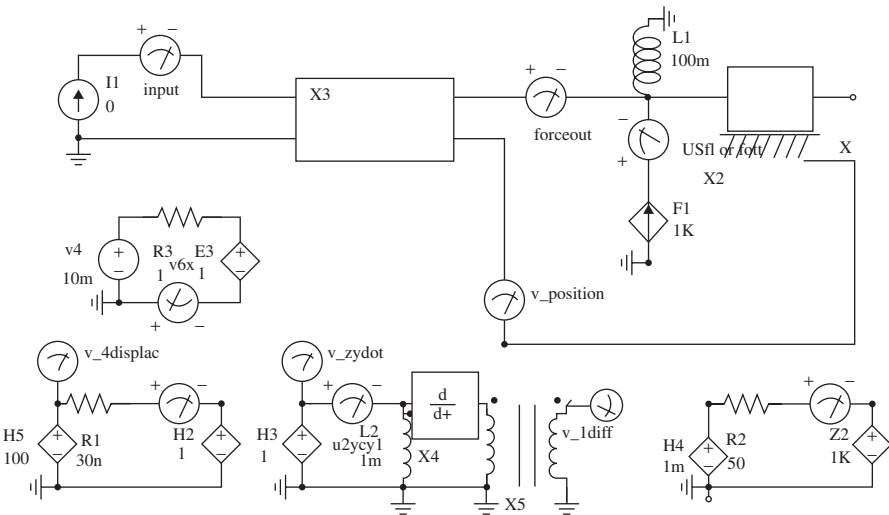 + −
I1
0
input
X3
+ −
forceout
L1
100m
−
+
USfl or fott
X
X2
F1
1K
v4
10m
+
−
R3
1
v6x
E3
1
+
−
+ −
v_position
v_4displac
H5
100
+
−
R1
30n
+ −
H2
1
+
−
v_zydot
H3
1
+
−
+ −
L2
u2ycy1
1m
d
d+
X4
X5
v_1diff
H4
1m
+
−
R2
50
+ −
Z2
1K
+
−